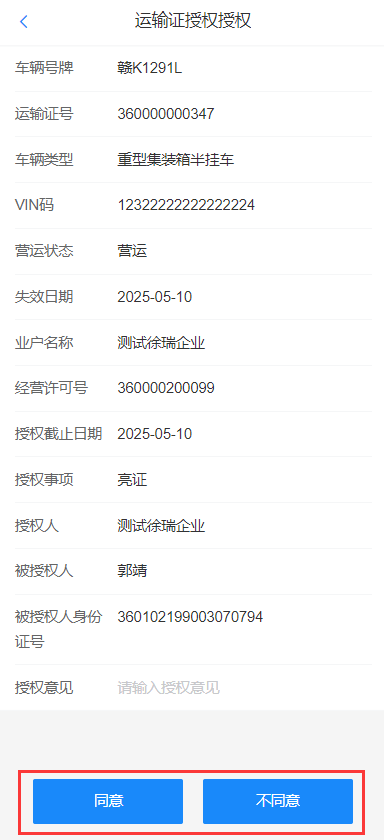 运输证授权授权
车辆号牌 赣K1291L
运输证号 360000000347
车辆类型 重型集装箱半挂车
VIN码 12322222222222224
营运状态 营运
失效日期 2025-05-10
业户名称 测试徐瑞企业
经营许可号 360000200099
授权截止日期 2025-05-10
授权事项 亮证
授权人 测试徐瑞企业
被授权人 郭靖
被授权人身份 360102199003070794
证号
授权意见 请输入授权意见
同意 不同意